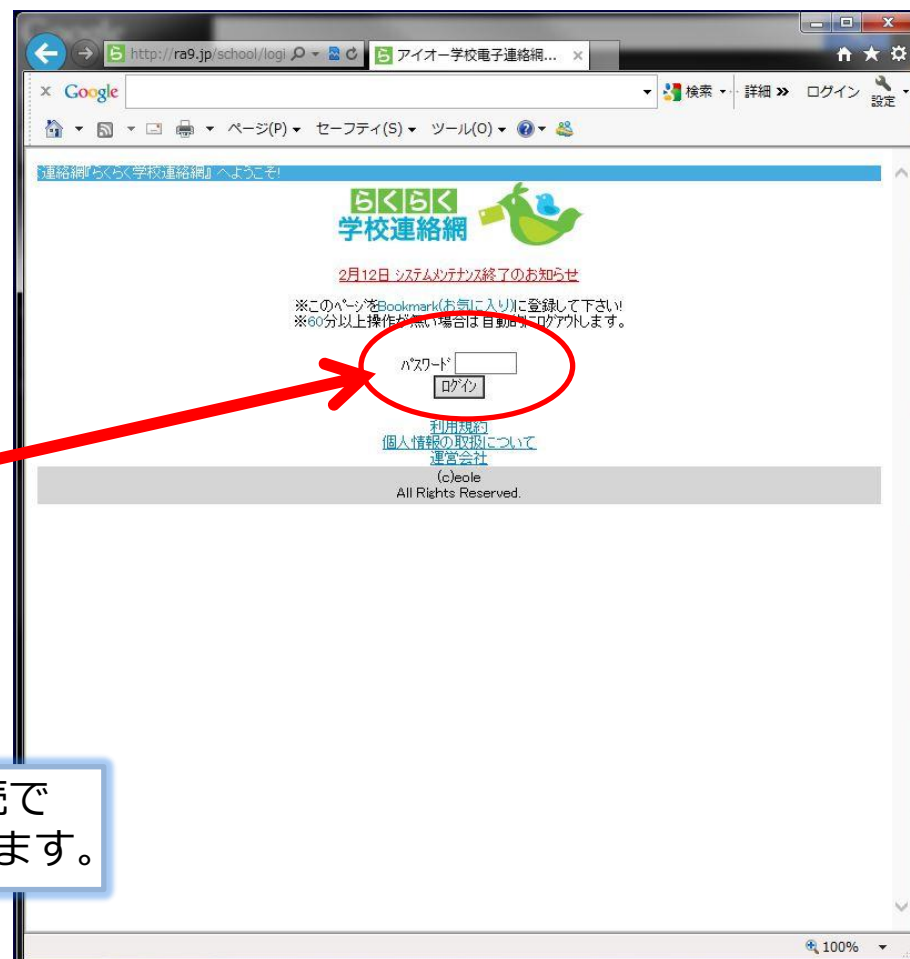 http://ra9.jp/school/logi
アイオー学校電子連絡網...
x Google
検索
詳細 »
ログイン
設定
ページ(P)
セーフティ(S)
ツール(O)
連絡網『らくらく学校連絡網』へようこそ!
らくらく
学校連絡網
2月12日 システムメンテナンス終了のお知らせ
※このページをBookmark(お気に入り)に登録して下さい!
※60分以上操作が無い場合は自動的にログアウトします。
パスワード
ログイン
利用規約
個人情報の取扱について
運営会社
(c)eole
All Rights Reserved.
で
ます。
100%